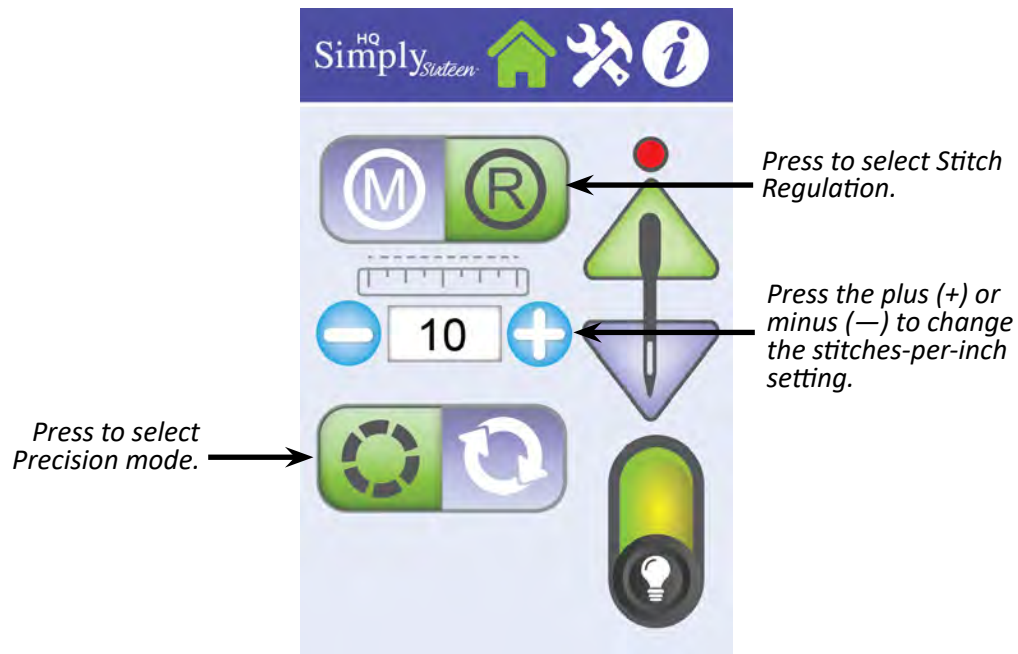 HQ
Simply Sixteen
i
M R
Press to select Stitch
Regulation.
Press the plus (+) or
minus (—) to change
the stitches-per-inch
setting.
10
Press to select
Precision mode.